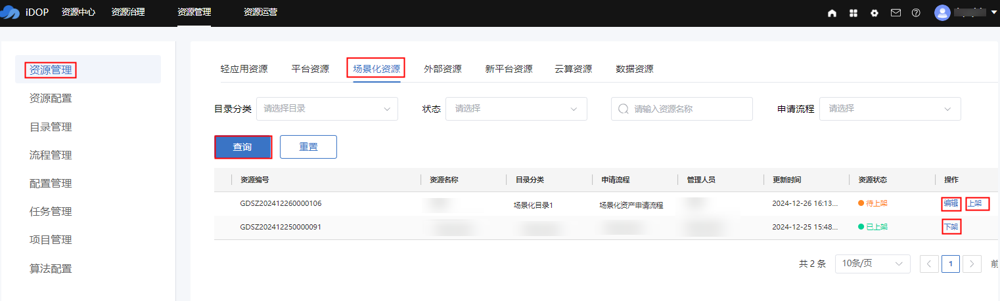 iDOP 资源中心 资源治理 资源管理 资源运营
资源管理
资源配置
目录管理
流程管理
配置管理
任务管理
项目管理
算法配置
轻应用资源 平台资源 场景化资源 外部资源 新平台资源 云算资源 数据资源
目录分类 请选择目录 状态 请选择 请输入资源名称 申请流程 请选择
查询 重置
资源编号 资源名称 目录分类 申请流程 管理人员 更新时间 资源状态 操作
GDSZ202412260000106 场景化目录1 场景化资产申请流程 2024-12-26 16:13... 待上架 编辑 上架
GDSZ202412250000091 2024-12-25 15:48... 已上架 下架
共 2 条 10条/页 1 前